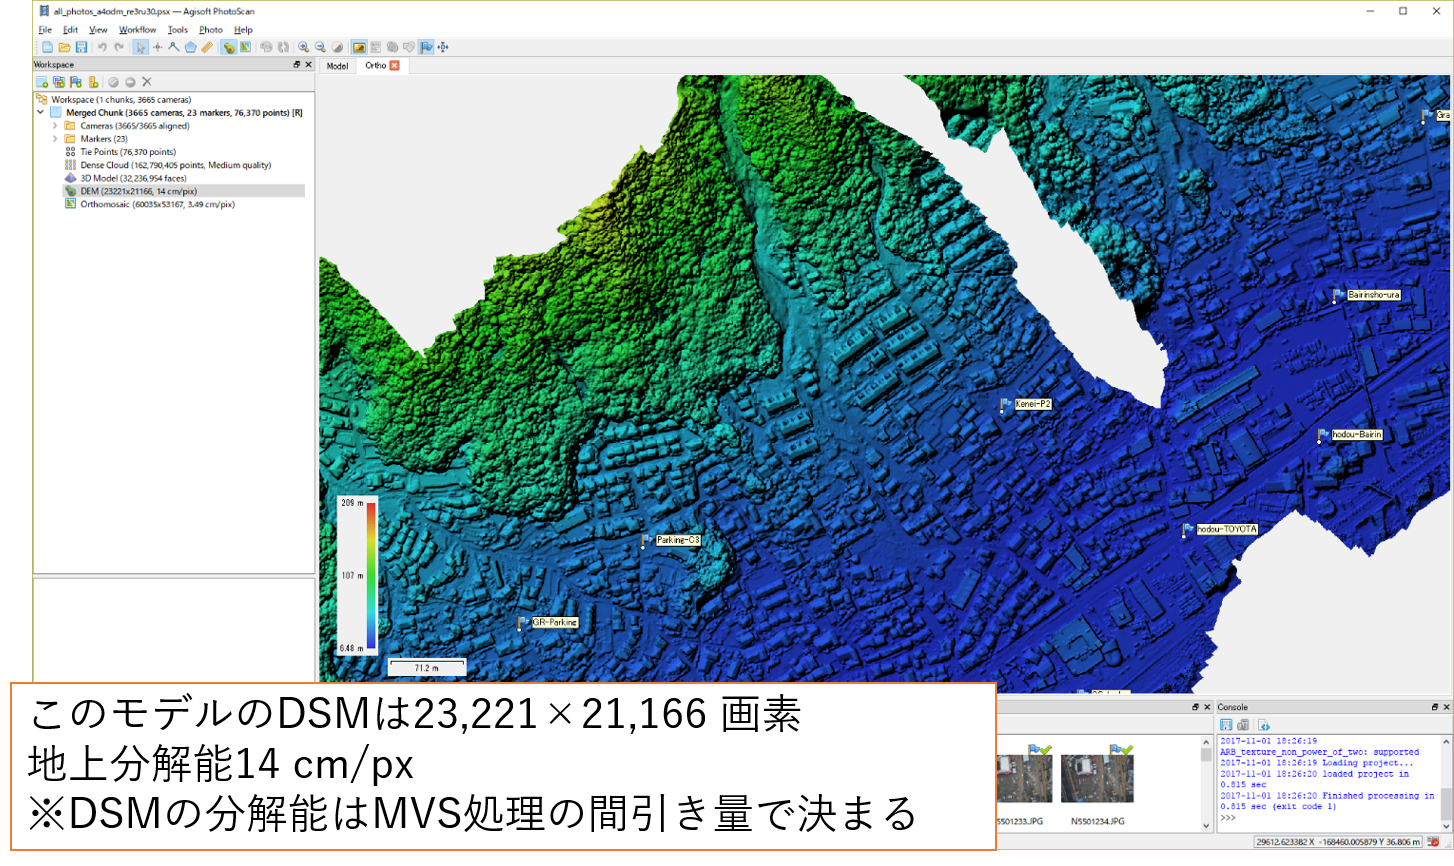 all_photos_a4odm_re3ru30.psx — Agisoft PhotoScan
File Edit View Workflow Tools Photo Help
Workspace
Model Ortho
Workspace (1 chunks, 3665 cameras)
Merged Chunk (3665 cameras, 23 markers, 76,370 points) [R]
Cameras (3665/3665 aligned)
Markers (23)
Tie Points (76,370 points)
Dense Cloud (162,790,405 points, Medium quality)
3D Model (32,236,954 faces)
DEM (23221x21166, 14 cm/pix)
Orthomosaic (60035x53167, 3.49 cm/pix)
Gra
Bairinsho-ura
Kenei-P2
hodou-Bairin
hodou-TOYOTA
Parking-C3
GR-Parking
209 m
107 m
6.48 m
71.2 m
このモデルのDSMは23,221×21,166 画素
地上分解能14 cm/px
※DSMの分解能はMVS処理の間引き量で決まる
5501233.JPG
N5501234.JPG
Console
2017-11-01 18:26:19
ARB_texture_non_power_of_two: supported
2017-11-01 18:26:19 Loading project...
2017-11-01 18:26:20 loaded project in
0.815 sec
2017-11-01 18:26:20 Finished processing in
0.815 sec (exit code 1)
>>>
29612.623382 X -168460.005879 Y 36.806 m